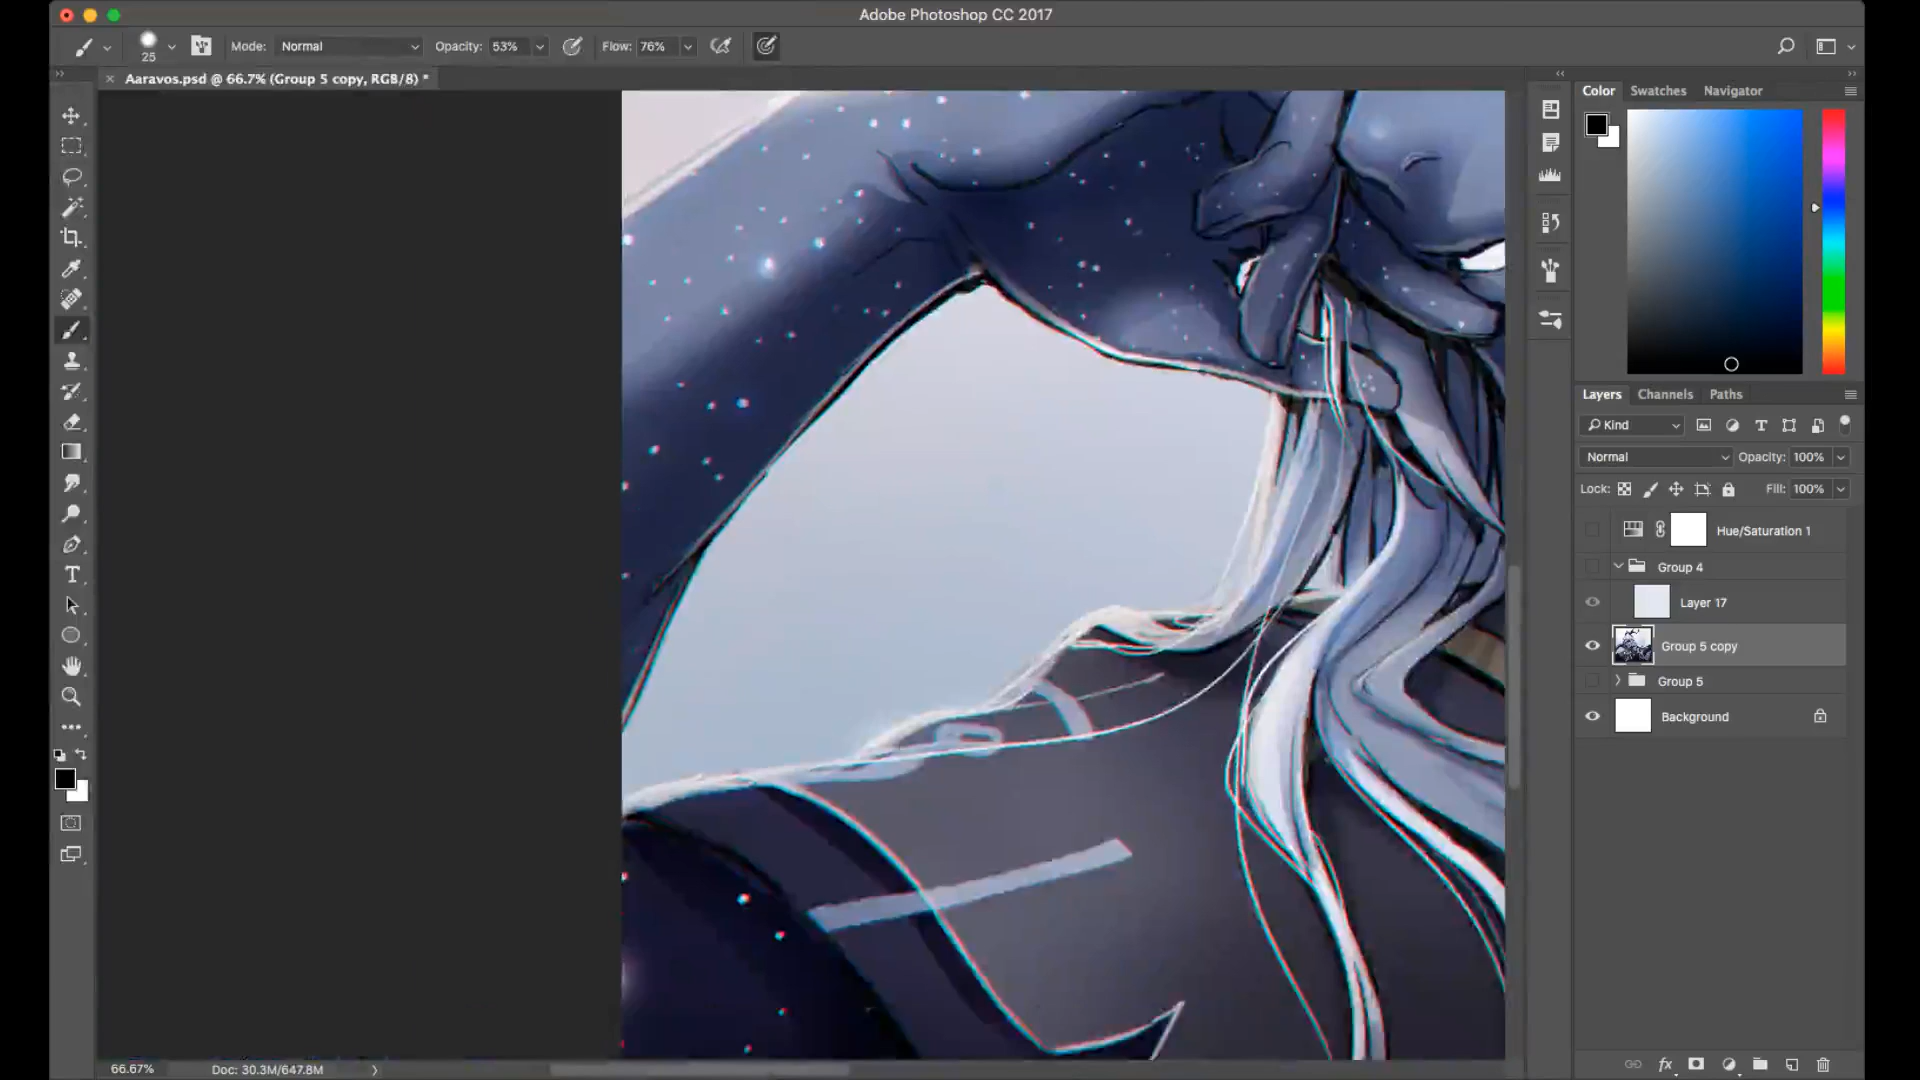 Adobe Photoshop CC 2017
25
Mode: Normal
Opacity: 53%
Flow: 76%
Aaravos.psd @ 66.7% (Group 5 copy, RGB/8) *
Color Swatches Navigator
Layers Channels Paths
Kind
Normal Opacity: 100%
Lock: Fill: 100%
Hue/Saturation 1
Group 4
Layer 17
Group 5 copy
Group 5
Background
fx
66.67% Doc: 30.3M/647.8M